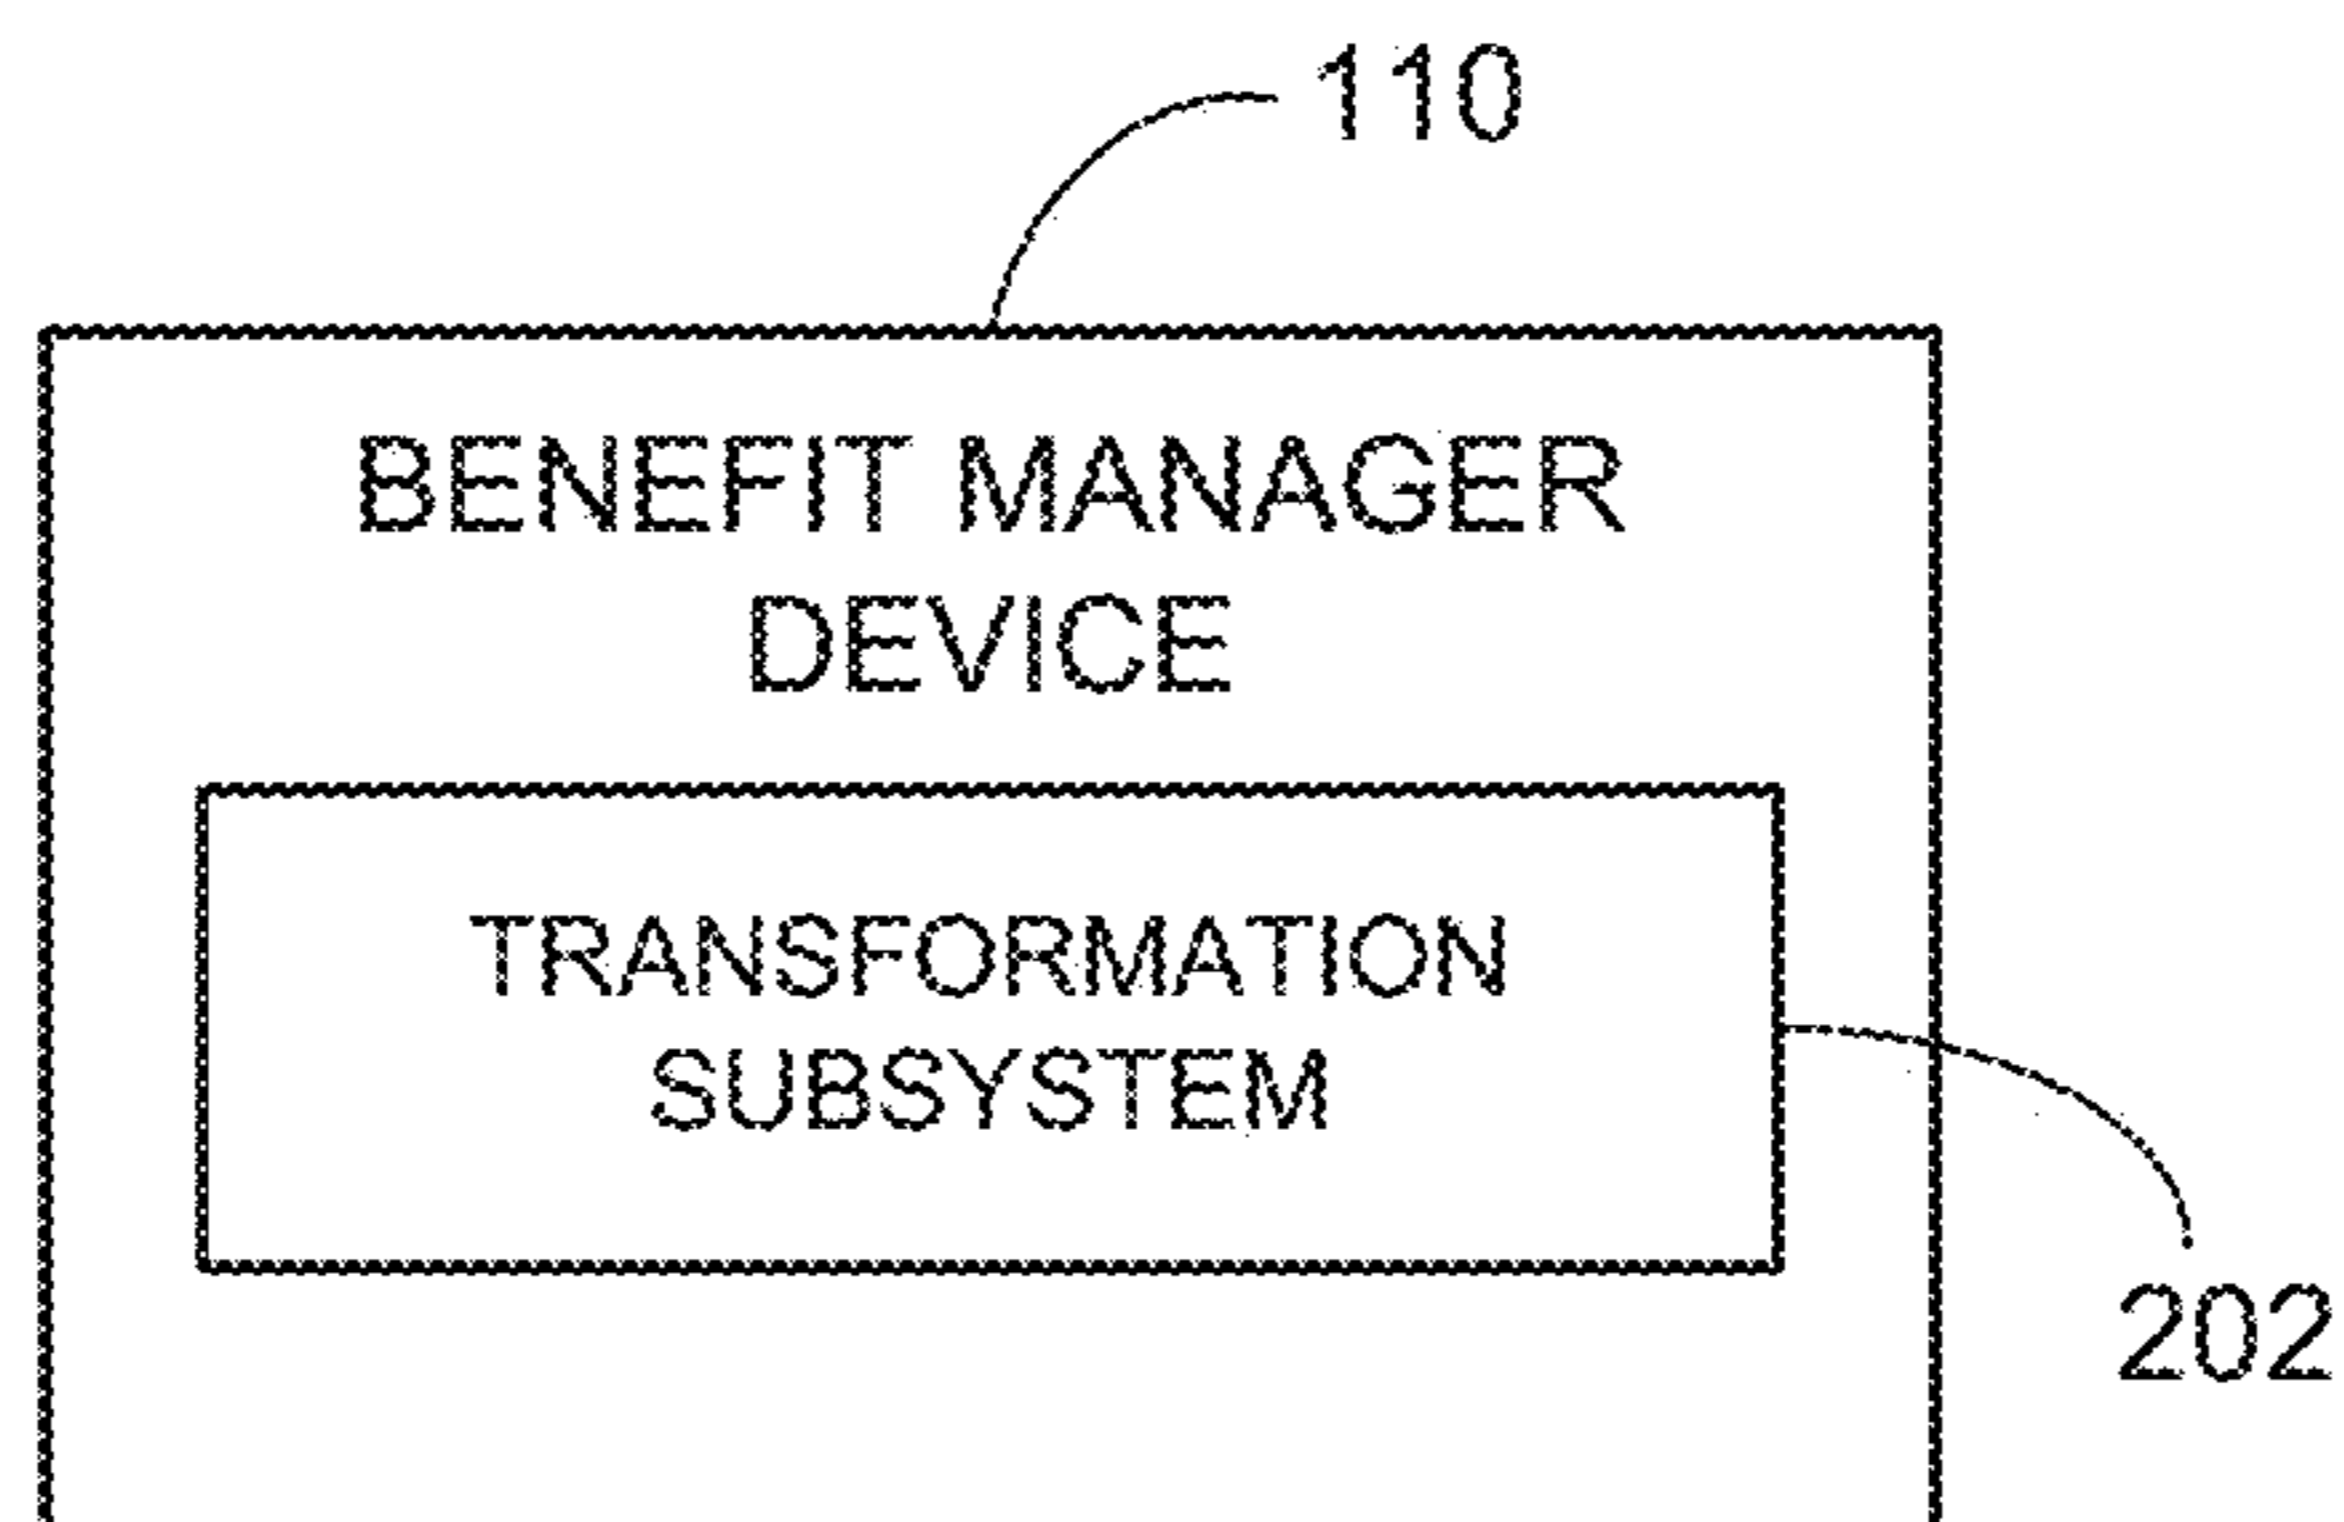 110
BENEFIT MANAGER
DEVICE
TRANSFORMATION
SUBSYSTEM
202